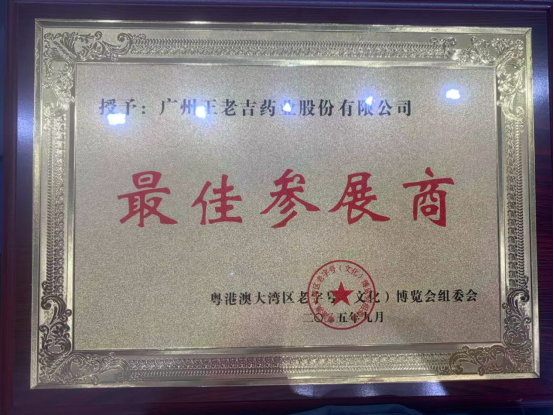 授予：广州王老吉药业股份有限公司
最佳参展商
粤港澳大湾区老字号（文化）博览会组委会
二〇二五年九月